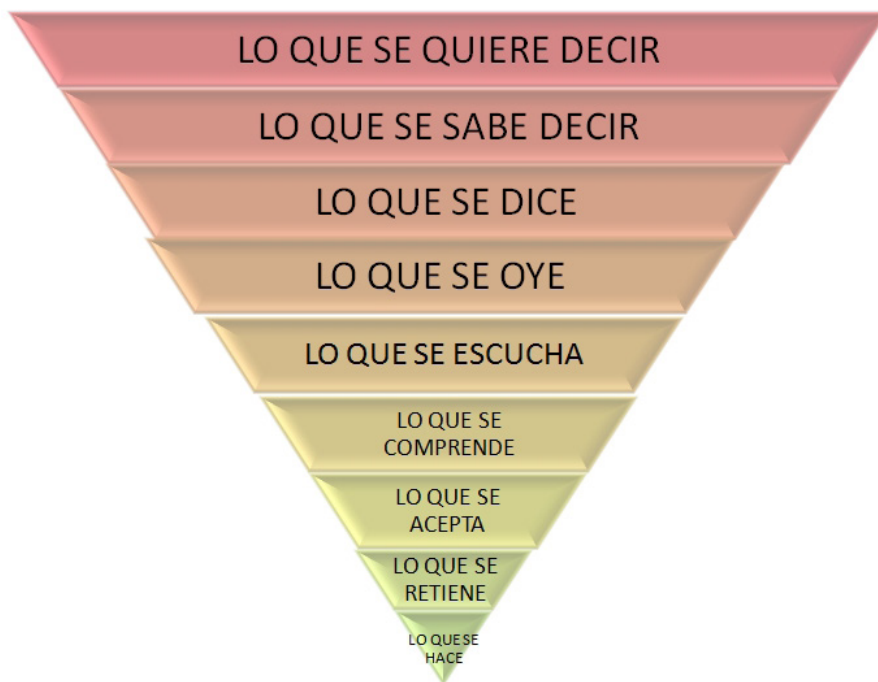 LO QUE SE QUIERE DECIR
LO QUE SE SABE DECIR
LO QUE SE DICE
LO QUE SE OYE
LO QUE SE ESCUCHA
LO QUE SE
COMPRENDE
LO QUE SE
ACEPTA
LO QUE SE
RETIENE
LO QUE SE
HACE